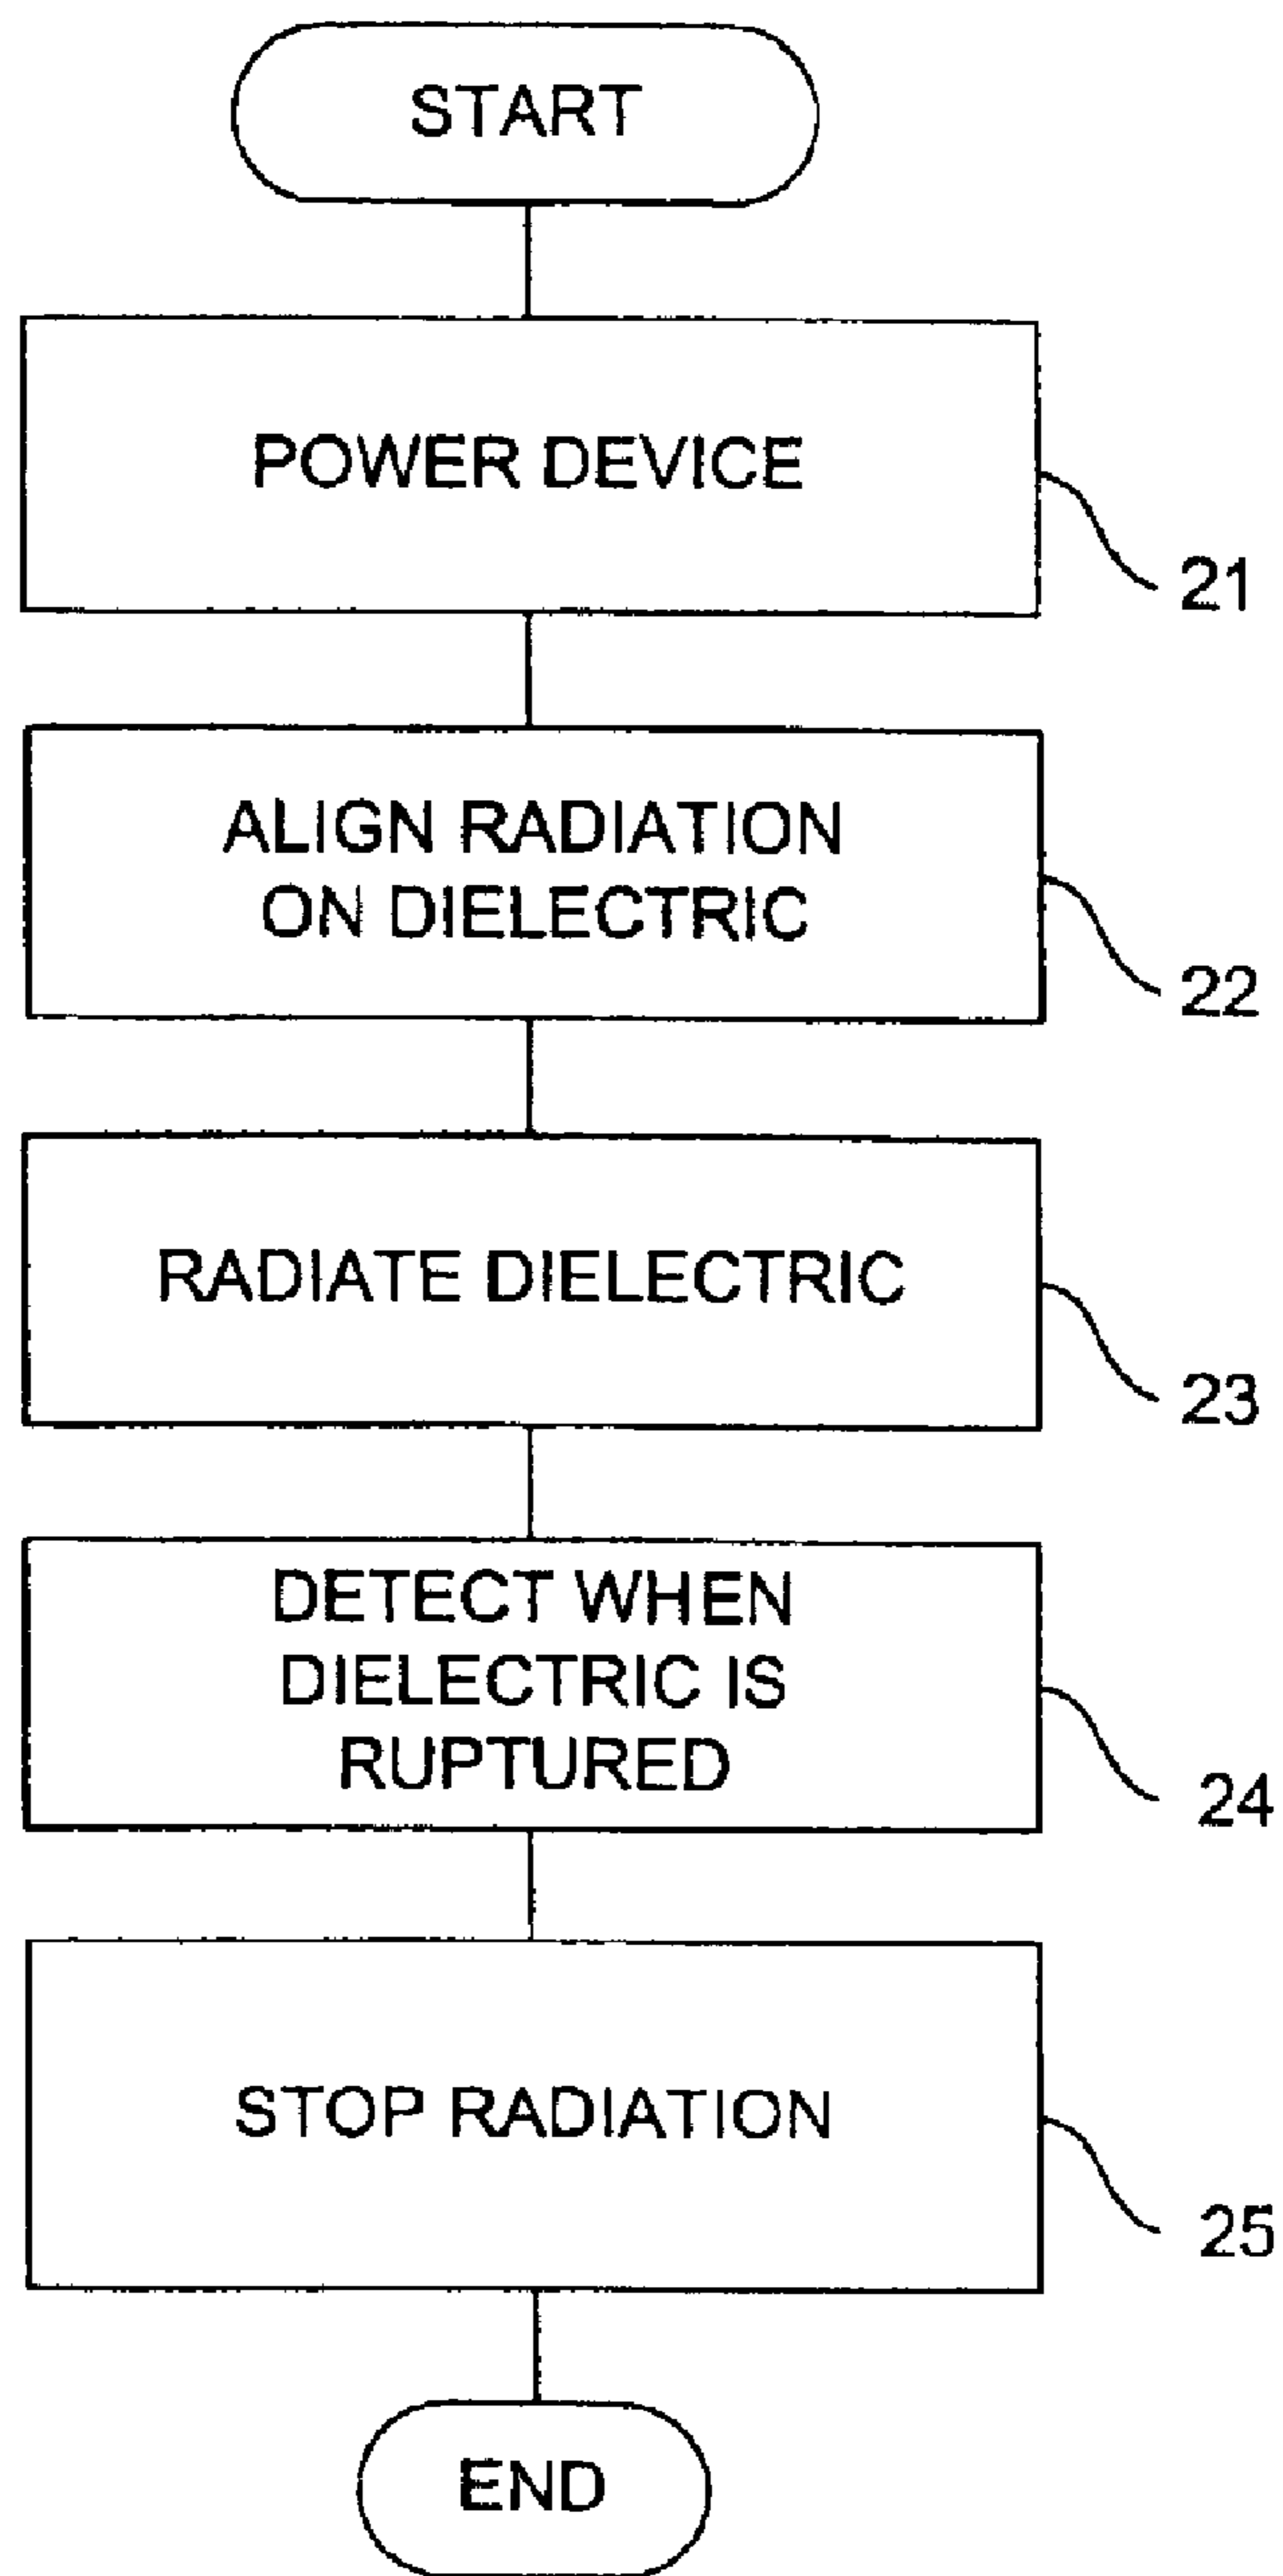 START
POWER DEVICE
21
ALIGN RADIATION
ON DIELECTRIC
22
RADIATE DIELECTRIC
23
DETECT WHEN
DIELECTRIC IS
RUPTURED
24
STOP RADIATION
25
END